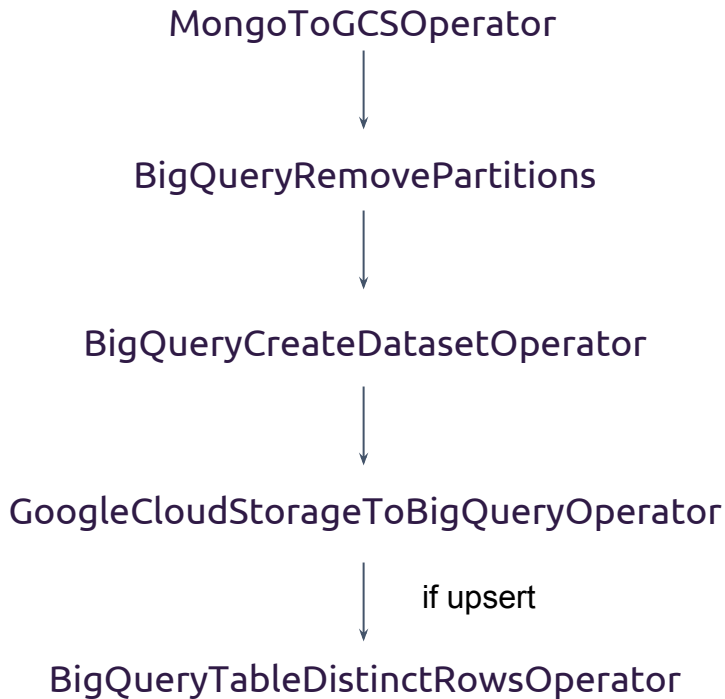 MongoToGCSOperator
BigQueryRemovePartitions
BigQueryCreateDatasetOperator
GoogleCloudStorageToBigQueryOperator
if upsert
BigQueryTableDistinctRowsOperator